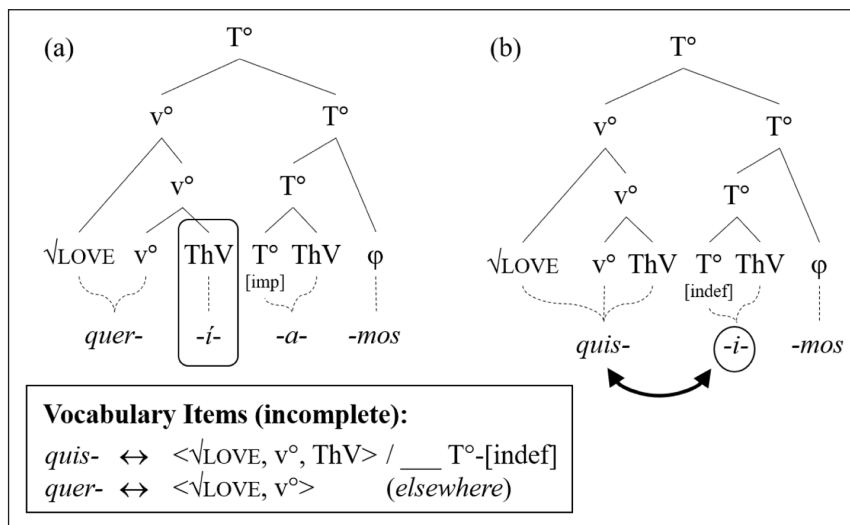 (a) (b)
T°
T°
v° T°
v° T°
v° T°
v° T°
√LOVE v° ThV T° ThV φ
√LOVE v° ThV T° ThV φ
[imp]
[indef]
quer- -í- -a- -mos
quis- -i- -mos
Vocabulary Items (incomplete):
quis- ↔ <√LOVE, v°, ThV> / ___ T°-[indef]
quer- ↔ <√LOVE, v°> (elsewhere)